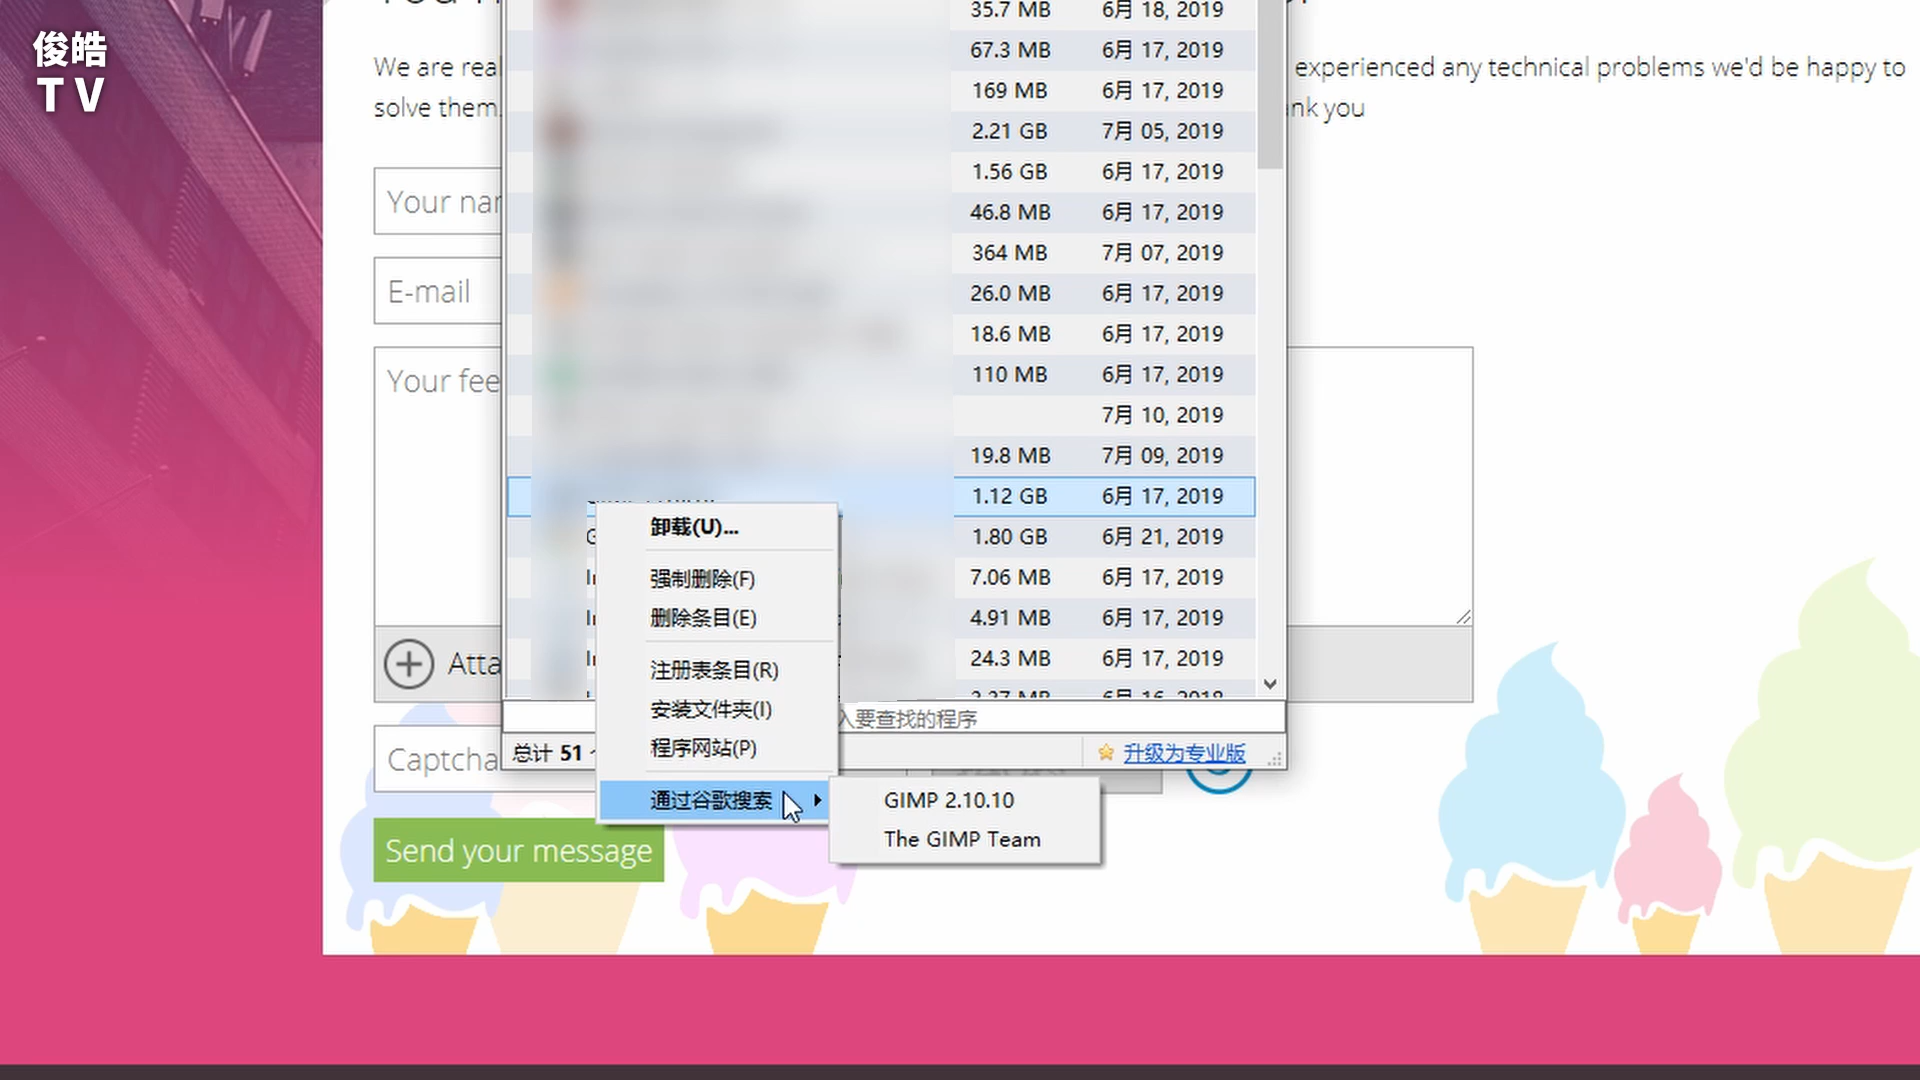 俊皓
TV
We are rea
experienced any technical problems we'd be happy to
solve them.
nk you
Your nar
E-mail
Your fee
Atta
Captcha
Send your message
35.7 MB 6月 18, 2019
67.3 MB 6月 17, 2019
169 MB 6月 17, 2019
2.21 GB 7月 05, 2019
1.56 GB 6月 17, 2019
46.8 MB 6月 17, 2019
364 MB 7月 07, 2019
26.0 MB 6月 17, 2019
18.6 MB 6月 17, 2019
110 MB 6月 17, 2019
7月 10, 2019
19.8 MB 7月 09, 2019
1.12 GB 6月 17, 2019
1.80 GB 6月 21, 2019
7.06 MB 6月 17, 2019
4.91 MB 6月 17, 2019
24.3 MB 6月 17, 2019
卸载(U)...
强制删除(F)
删除条目(E)
注册表条目(R)
安装文件夹(I)
程序网站(P)
通过谷歌搜索
GIMP 2.10.10
The GIMP Team
入要查找的程序
总计 51
升级为专业版